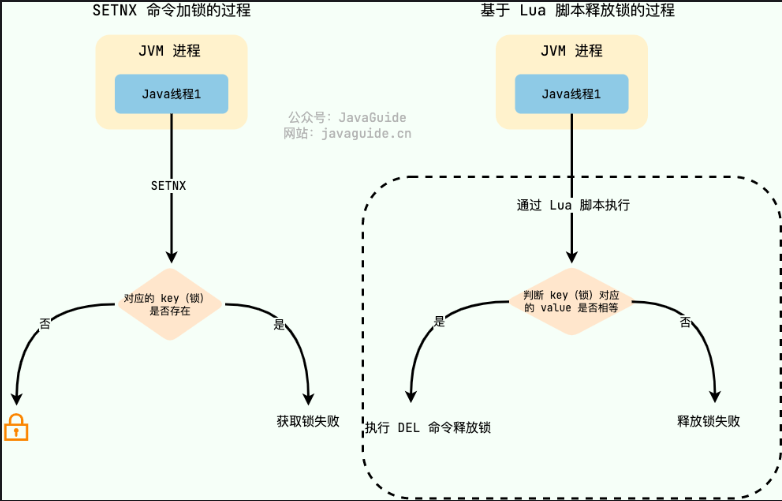 SETNX 命令加锁的过程
基于 Lua 脚本释放锁的过程
JVM 进程
Java线程1
JVM 进程
Java线程1
公众号：JavaGuide
网站：javaguide.cn
SETNX
通过 Lua 脚本执行
对应的 key（锁）
是否存在
判断 key（锁）对应
的 value 是否相等
否
是
是
否
获取锁失败
执行 DEL 命令释放锁
释放锁失败